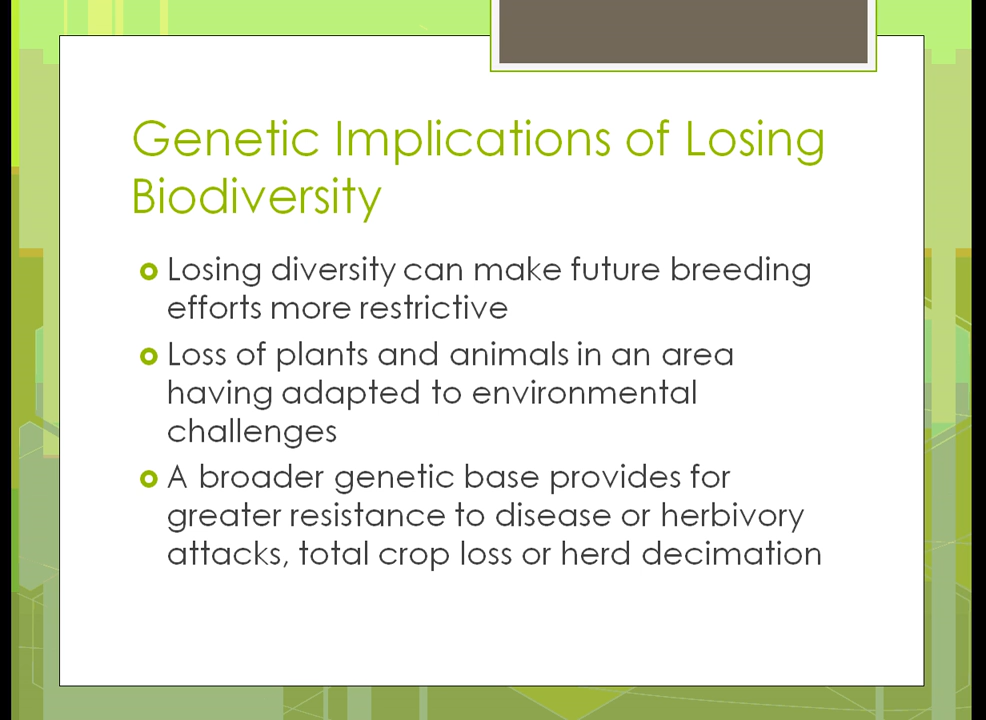 Genetic Implications of Losing
Biodiversity
Losing diversity can make future breeding
efforts more restrictive
Loss of plants and animals in an area
having adapted to environmental
challenges
A broader genetic base provides for
greater resistance to disease or herbivory
attacks, total crop loss or herd decimation